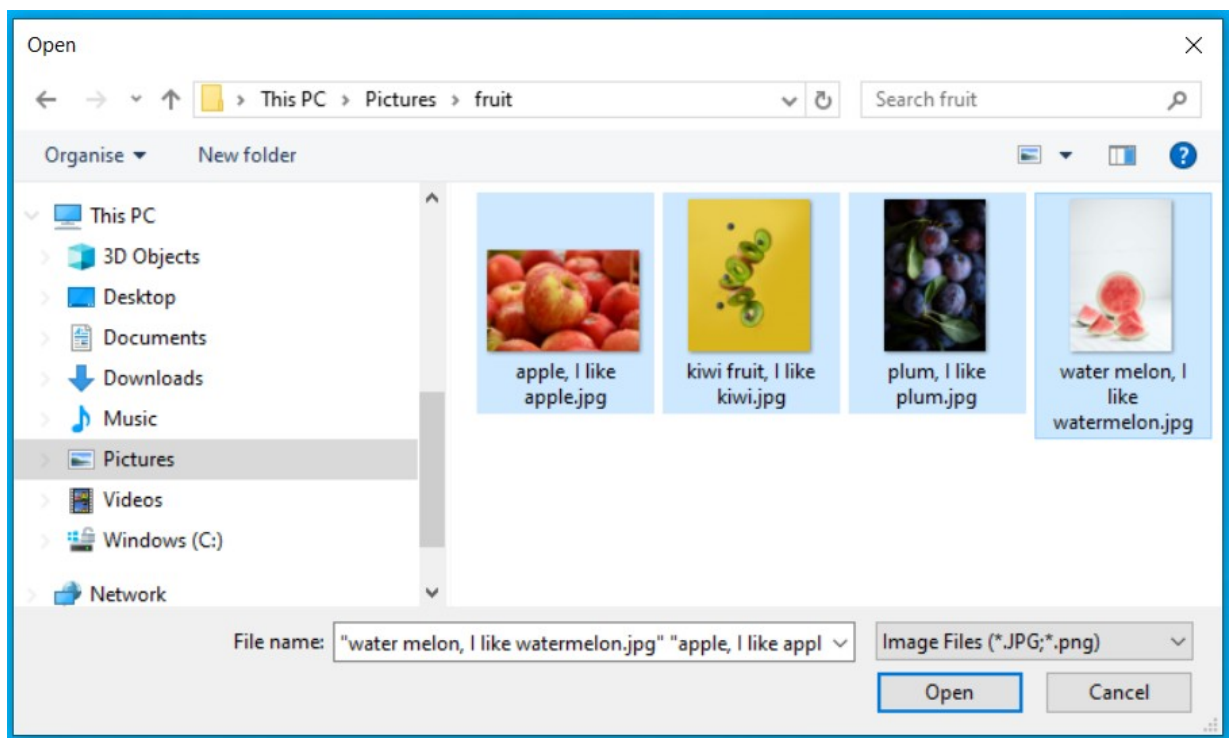 Open
This PC > Pictures > fruit
Search fruit
Organise
New folder
This PC
3D Objects
Desktop
Documents
Downloads
Music
Pictures
Videos
Windows (C:)
Network
apple, I like
apple.jpg
kiwi fruit, I like
kiwi.jpg
plum, I like
plum.jpg
water melon, I
like
watermelon.jpg
File name: "water melon, I like watermelon.jpg" "apple, I like appl
Image Files (*.JPG;*.png)
Open
Cancel